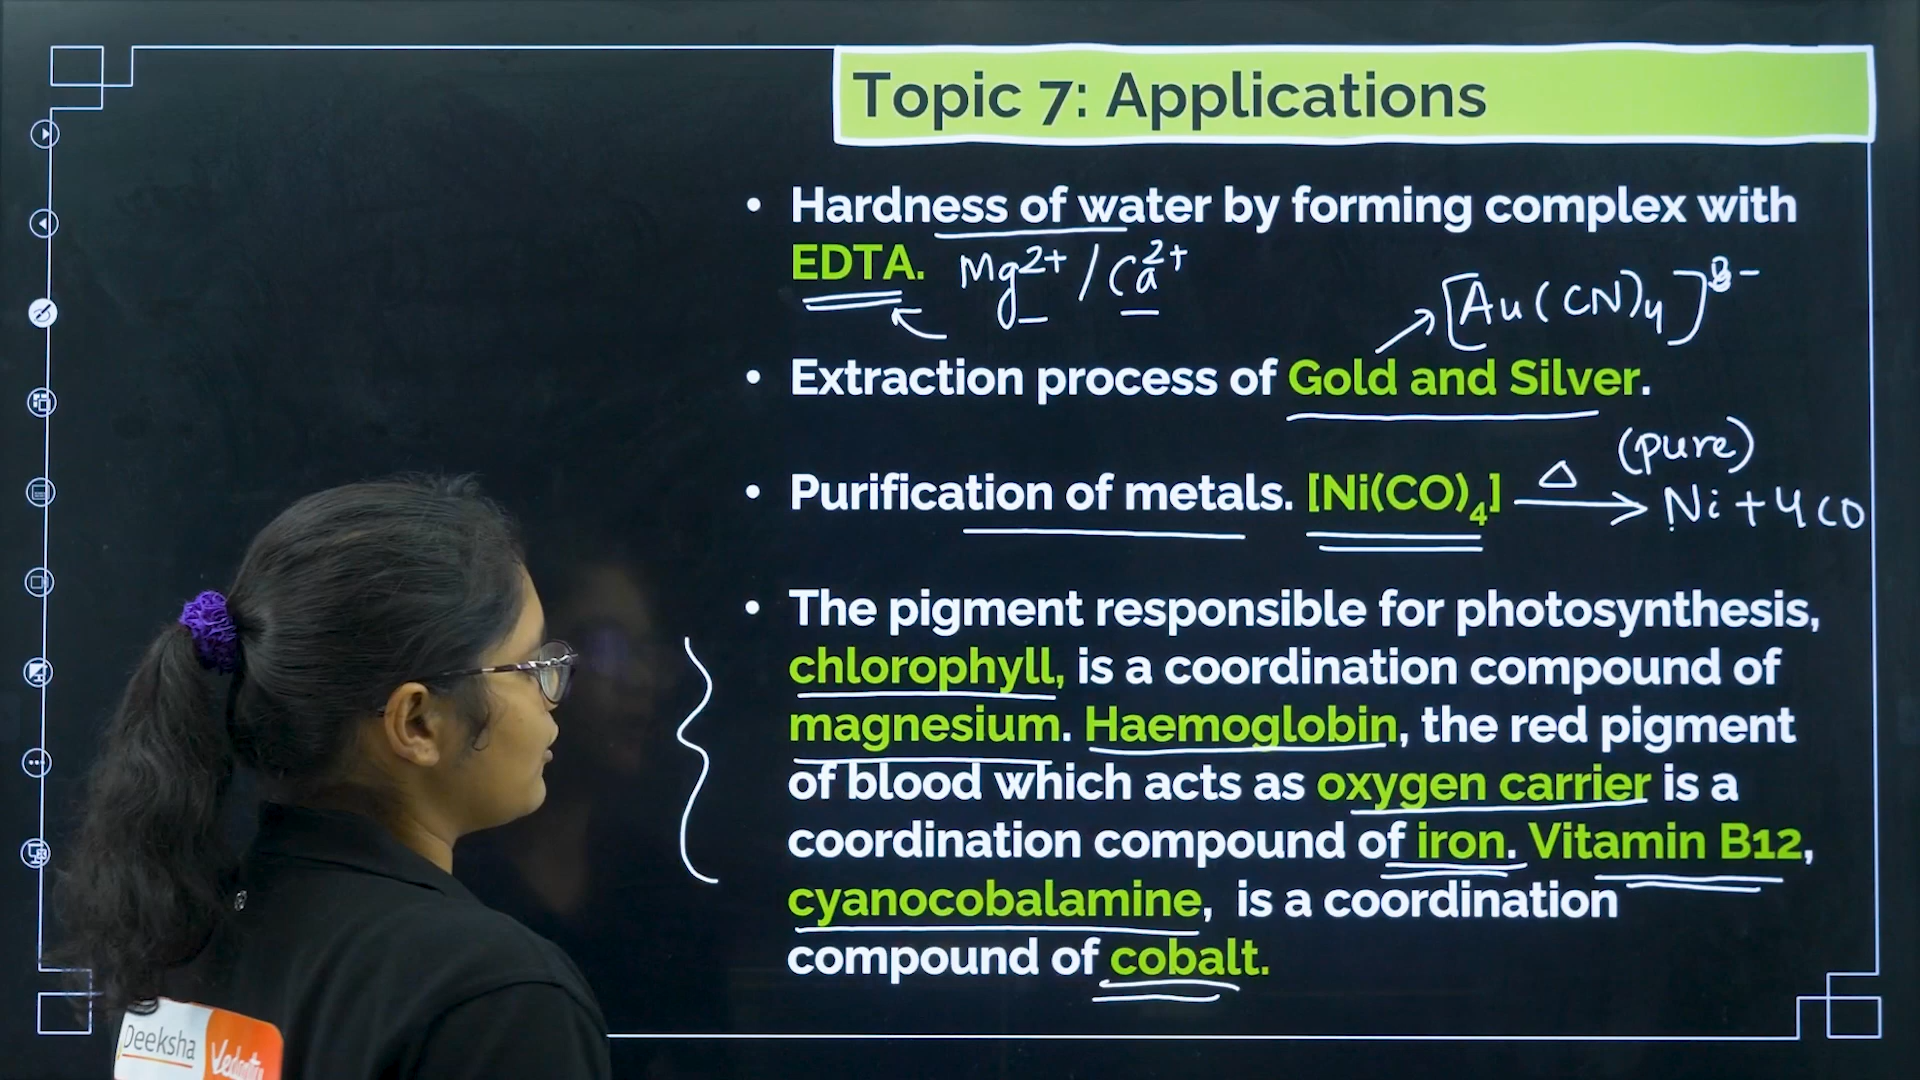 Topic 7: Applications
• Hardness of water by forming complex with
EDTA. Mg²⁺ / Ca²⁺
[Au(CN)₄]³⁻
• Extraction process of Gold and Silver.
(pure)
• Purification of metals. [Ni(CO)₄] —Δ→ Ni + 4CO
• The pigment responsible for photosynthesis,
chlorophyll, is a coordination compound of
magnesium. Haemoglobin, the red pigment
of blood which acts as oxygen carrier is a
coordination compound of iron. Vitamin B12,
cyanocobalamine, is a coordination
compound of cobalt.
Deeksha
Vedantu